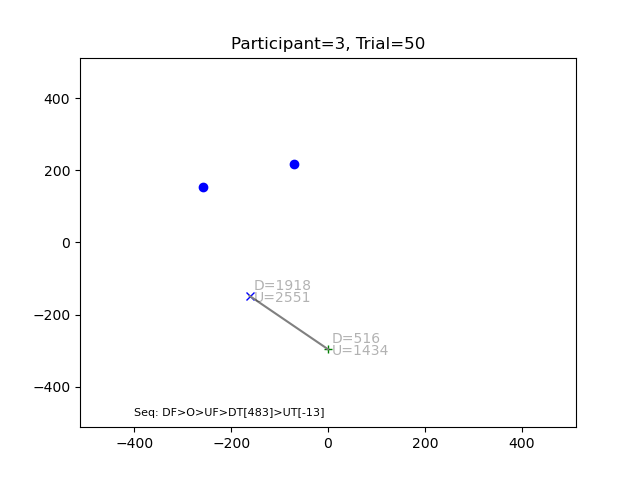 Participant=3, Trial=50
400
200
0
−200
−400
D=1918
U=2551
D=516
U=1434
Seq: DF>O>UF>DT[483]>UT[-13]
−400
−200
0
200
400